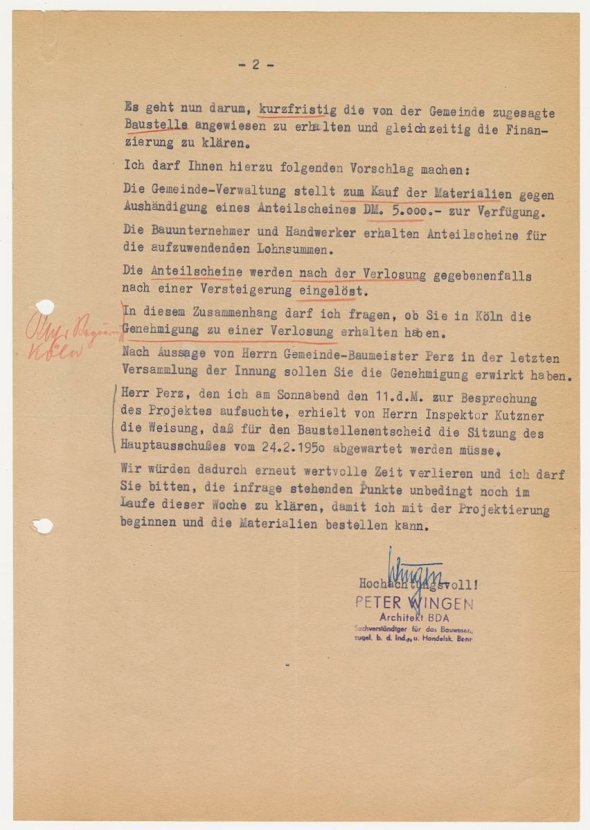 - 2 -
Es geht nun darum, kurzfristig die von der Gemeinde zugesagte
Baustelle angewiesen zu erhalten und gleichzeitig die Finan-
zierung zu klären.
Ich darf Ihnen hierzu folgenden Vorschlag machen:
Die Gemeinde-Verwaltung stellt zum Kauf der Materialien gegen
Aushändigung eines Anteilscheines DM. 5.000.- zur Verfügung.
Die Bauunternehmer und Handwerker erhalten Anteilscheine für
die aufzuwendenden Lohnsummen.
Die Anteilscheine werden nach der Verlosung gegebenenfalls
nach einer Versteigerung eingelöst.
In diesem Zusammenhang darf ich fragen, ob Sie in Köln die
Genehmigung zu einer Verlosung erhalten haben.
Köln
Nach Aussage von Herrn Gemeinde-Baumeister Perz in der letzten
Versammlung der Innung sollen Sie die Genehmigung erwirkt haben.
Herr Perz, den ich am Sonnabend den 11.d.M. zur Besprechung
des Projektes aufsuchte, erhielt von Herrn Inspektor Kutzner
die Weisung, daß für den Baustellenentscheid die Sitzung des
Hauptausschußes vom 24.2.1950 abgewartet werden müsse.
Wir würden dadurch erneut wertvolle Zeit verlieren und ich darf
Sie bitten, die infrage stehenden Punkte unbedingt noch im
Laufe dieser Woche zu klären, damit ich mit der Projektierung
beginnen und die Materialien bestellen kann.
Wingen
Hochachtungsvoll!
PETER WINGEN
Architekt BDA
Sachverständiger für das Bauwesen,
zugel. b. d. Ind.- u. Handelsk. Bonn